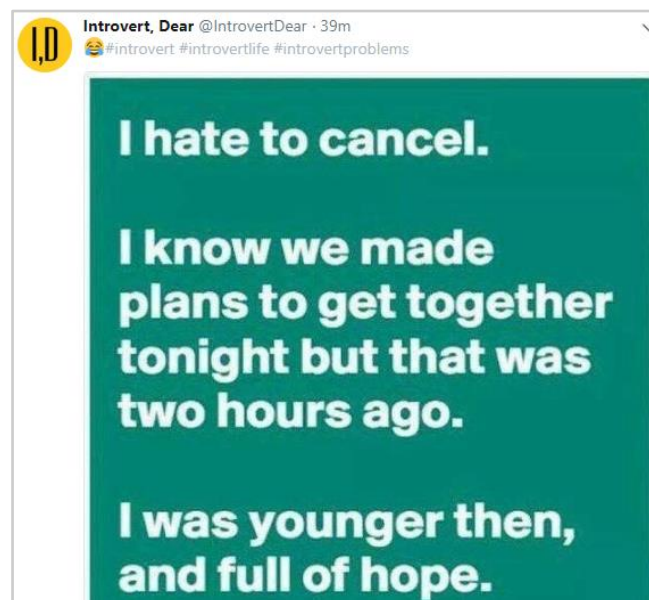 I,D
Introvert, Dear @IntrovertDear · 39m
😂#introvert #introvertlife #introvertproblems
I hate to cancel.
I know we made
plans to get together
tonight but that was
two hours ago.
I was younger then,
and full of hope.